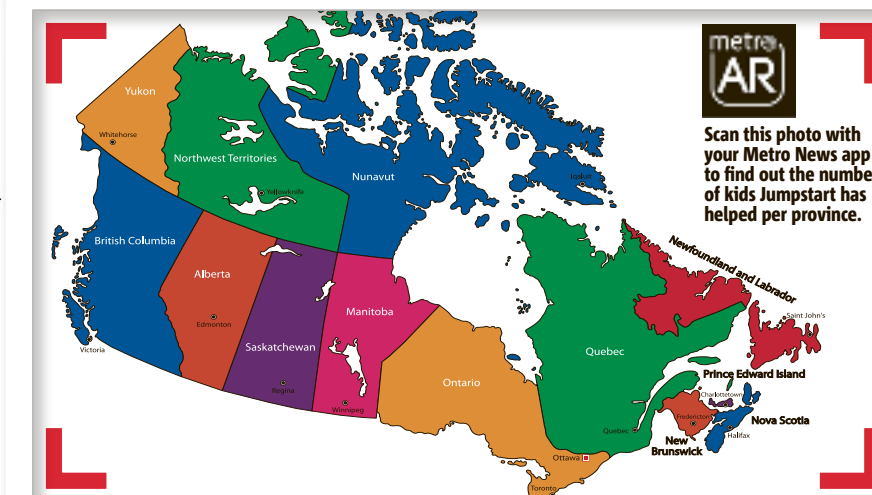 metro
AR
Scan this photo with
your Metro News app
to find out the numbe
of kids Jumpstart has
helped per province.
Yukon
Whitehorse
Northwest Territories
Yellowknife
Nunavut
Iqaluit
British Columbia
Victoria
Alberta
Edmonton
Saskatchewan
Regina
Manitoba
Winnipeg
Ontario
Ottawa
Toronto
Quebec
Quebec
Newfoundland and Labrador
Saint John's
Prince Edward Island
Charlottetown
Nova Scotia
Halifax
Fredericton
New
Brunswick